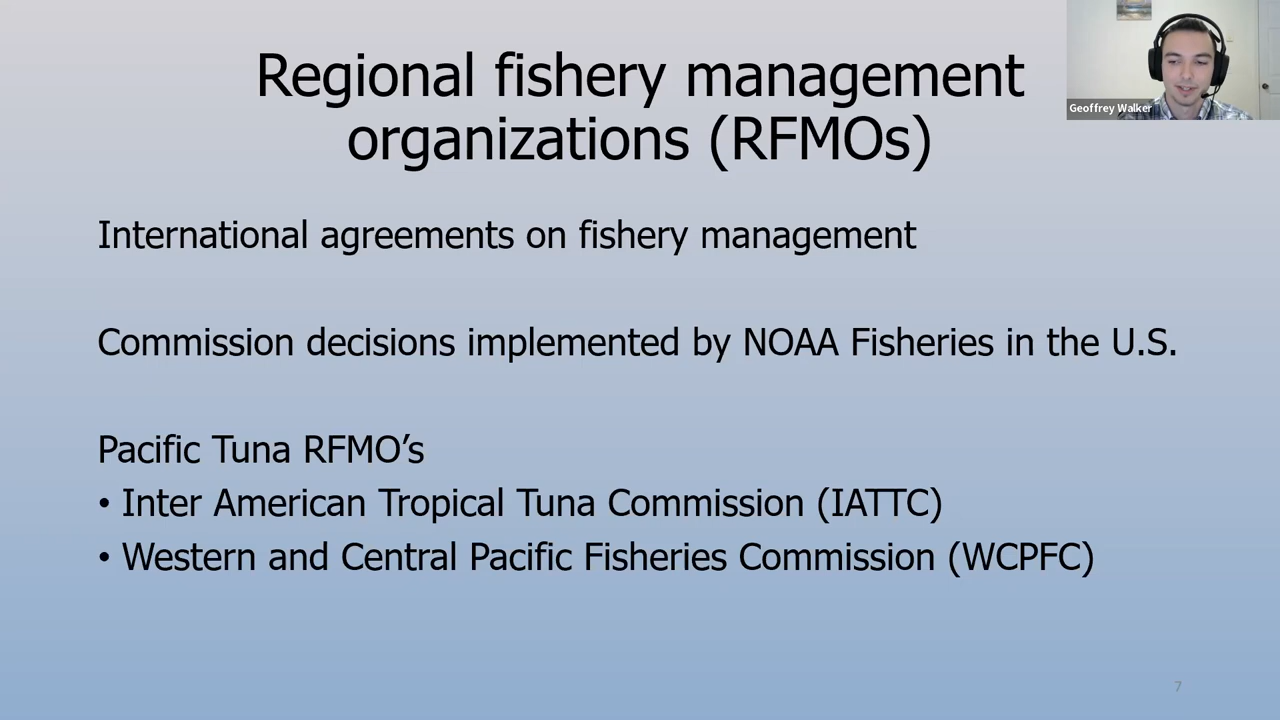 Regional fishery management
organizations (RFMOs)
Geoffrey Walker
International agreements on fishery management
Commission decisions implemented by NOAA Fisheries in the U.S.
Pacific Tuna RFMO’s
• Inter American Tropical Tuna Commission (IATTC)
• Western and Central Pacific Fisheries Commission (WCPFC)
7